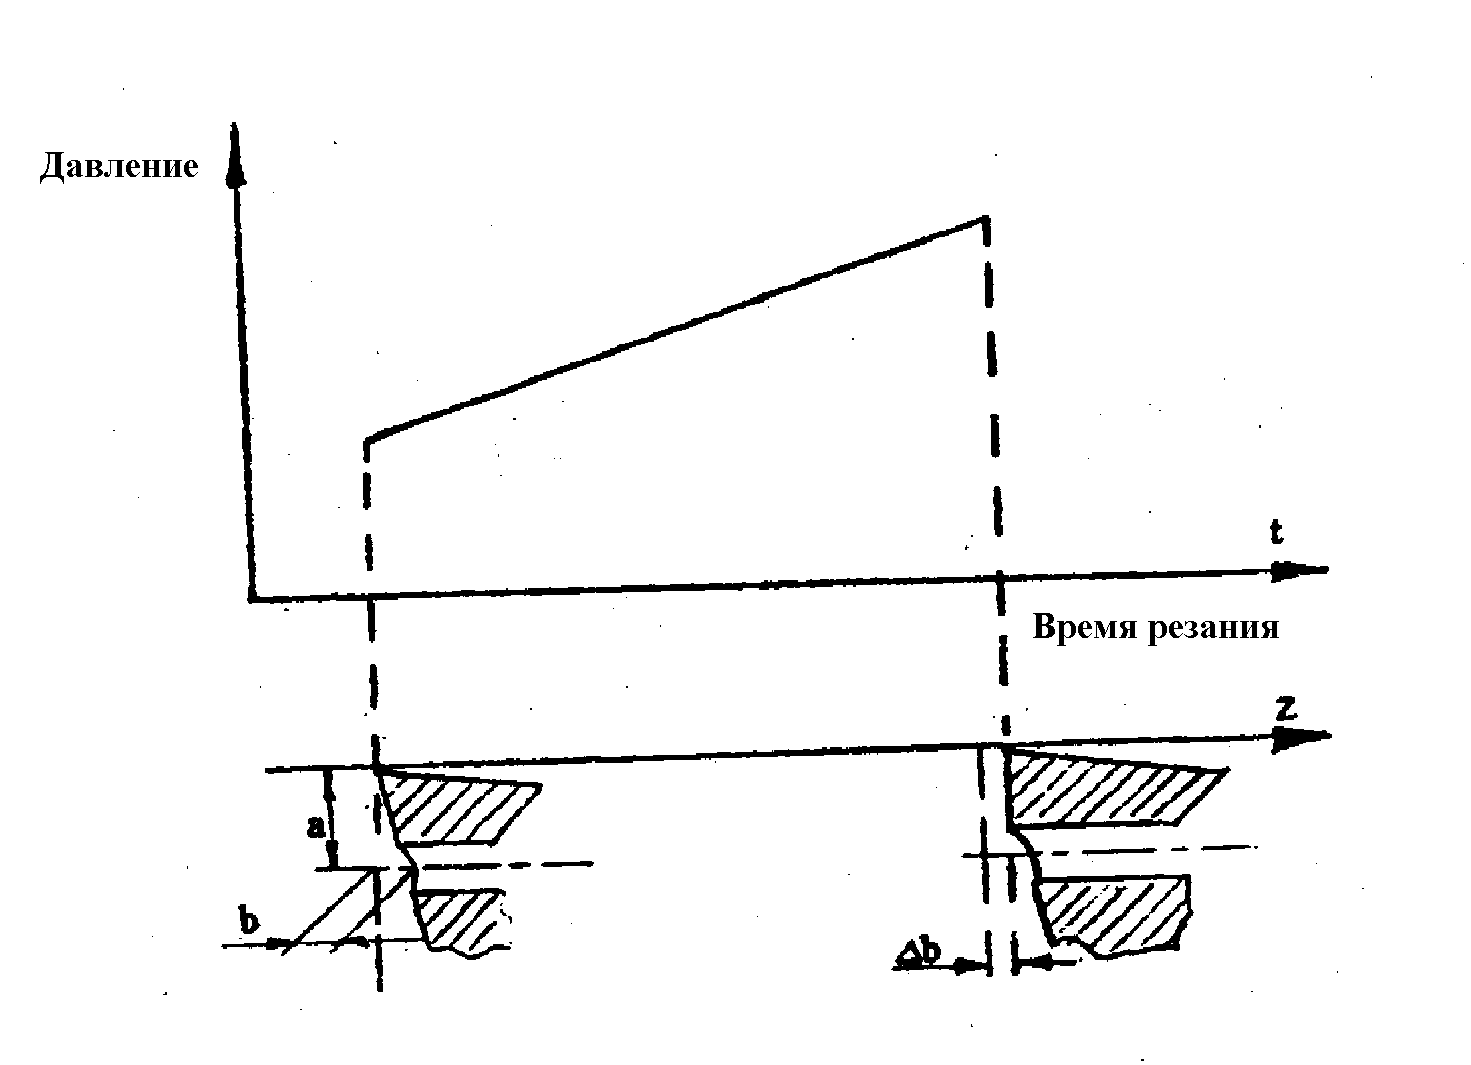 Давление
t
Время резания
z
a
b
Δb